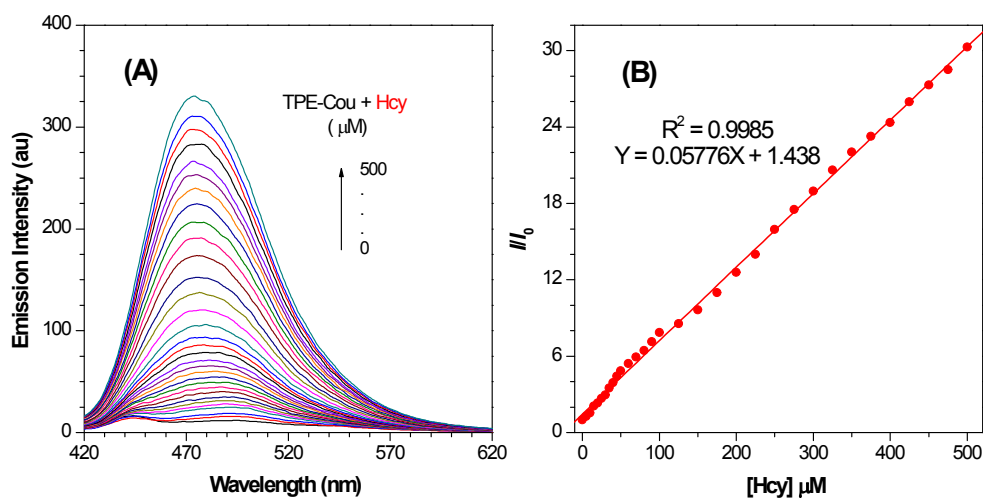 (A)
TPE-Cou + Hcy
( μM)
500
.
.
.
0
Emission Intensity (au)
400
300
200
100
0
420 470 520 570 620
Wavelength (nm)
(B)
R² = 0.9985
Y = 0.05776X + 1.438
I/I₀
30
24
18
12
6
0
0 100 200 300 400 500
[Hcy] μM